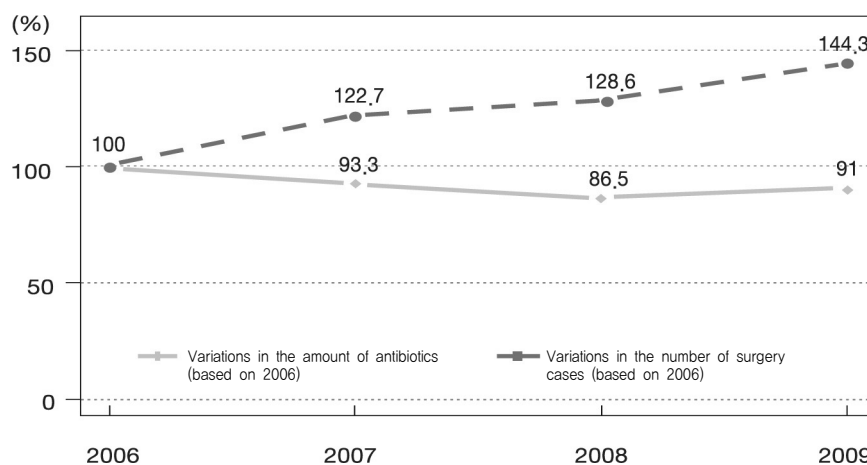 (%)
150
144.3
128.6
122.7
100
100
93.3
91
86.5
50
Variations in the amount of antibiotics
(based on 2006)
Variations in the number of surgery
cases (based on 2006)
0
2006 2007 2008 2009